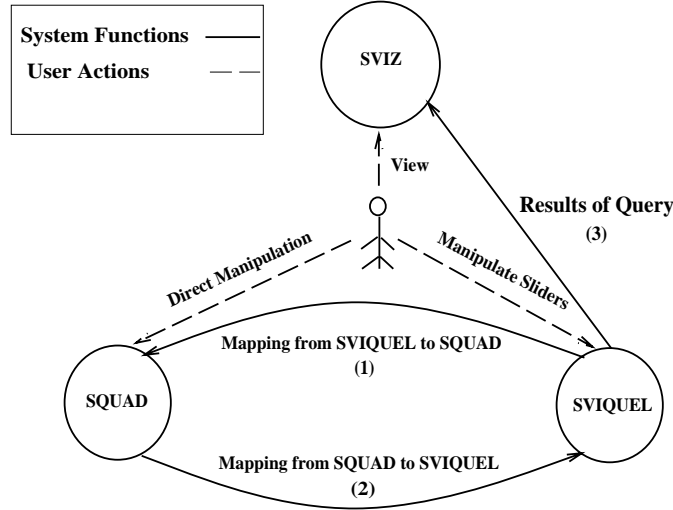 System Functions
User Actions
SVIZ
View
Results of Query
(3)
Direct Manipulation
Manipulate Sliders
Mapping from SVIQUEL to SQUAD
(1)
SQUAD
SVIQUEL
Mapping from SQUAD to SVIQUEL
(2)